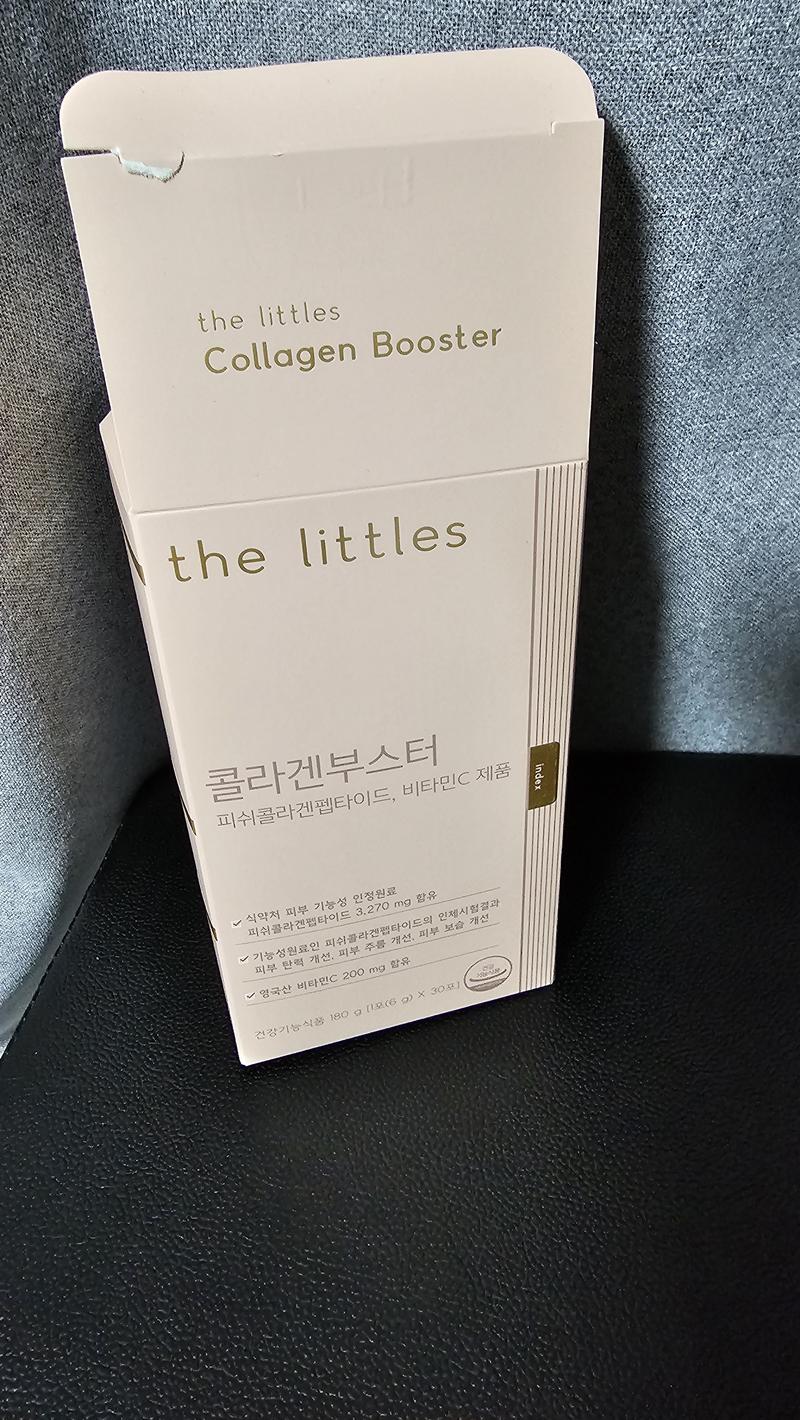 the littles
Collagen Booster
the littles
콜라겐부스터
피쉬콜라겐펩타이드, 비타민C 제품
index
식약처 피부 기능성 인정원료
피쉬콜라겐펩타이드 3,270 mg 함유
기능성원료인 피쉬콜라겐펩타이드의 인체시험결과
피부 탄력 개선, 피부 주름 개선, 피부 보습 개선
영국산 비타민C 200 mg 함유
건강
기능식품
건강기능식품 180 g [1포(6 g) X 30포]